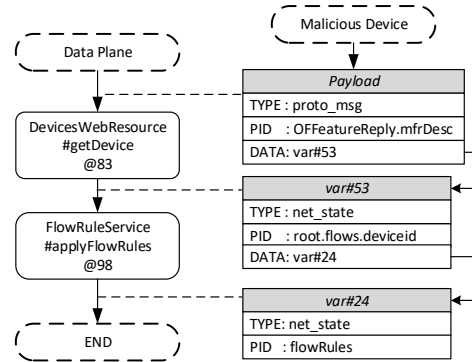 Data Plane
DevicesWebResource
#getDevice
@83
FlowRuleService
#applyFlowRules
@98
END
Malicious Device
Payload
TYPE : proto_msg
PID : OFFeatureReply.mfrDesc
DATA: var#53
var#53
TYPE : net_state
PID : root.flows.deviceid
DATA: var#24
var#24
TYPE: net_state
PID : flowRules